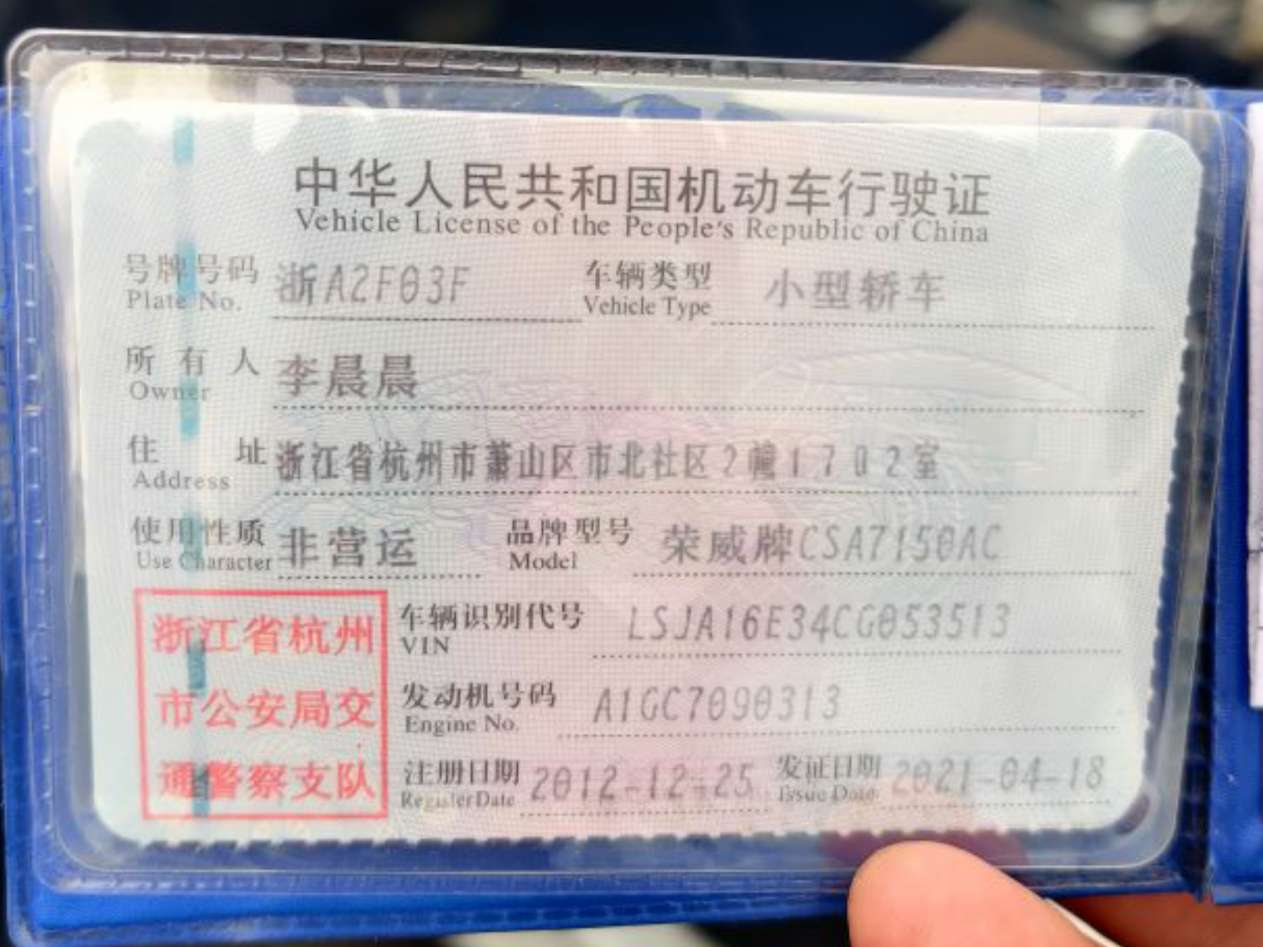 中华人民共和国机动车行驶证
Vehicle License of the People's Republic of China
号牌号码 浙A2F03F 车辆类型 小型轿车
Plate No. Vehicle Type
所有人 李晨晨
Owner
住址 浙江省杭州市萧山区市北社区2幢1702室
Address
使用性质 非营运 品牌型号 荣威牌CSA7150AC
Use Character Model
浙江省杭州
市公安局交
通警察支队
车辆识别代号 LSJA16E34CG053513
VIN
发动机号码 A1GC7090313
Engine No.
注册日期 2012-12-25 发证日期 2021-04-18
Register Date Issue Date